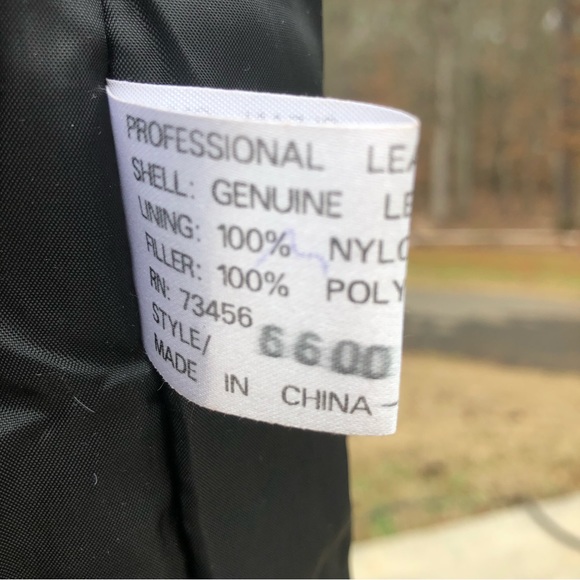 PROFESSIONAL LEA
SHELL: GENUINE LE
LINING: 100% NYLO
FILLER: 100% POLY
RN: 73456
STYLE/ 6600
MADE IN CHINA